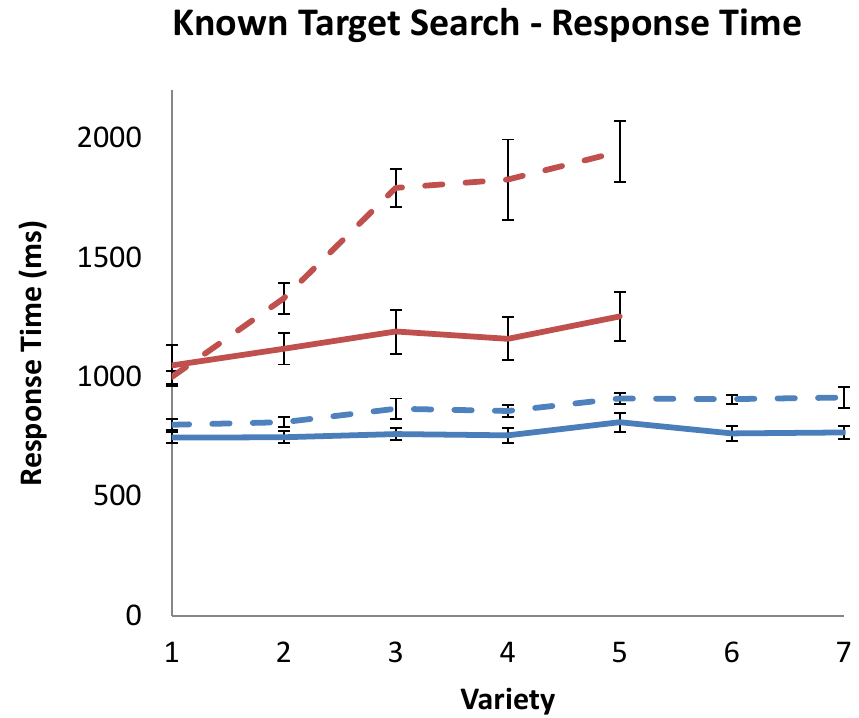 Known Target Search - Response Time
2000
1500
1000
500
0
Response Time (ms)
1 2 3 4 5 6 7
Variety